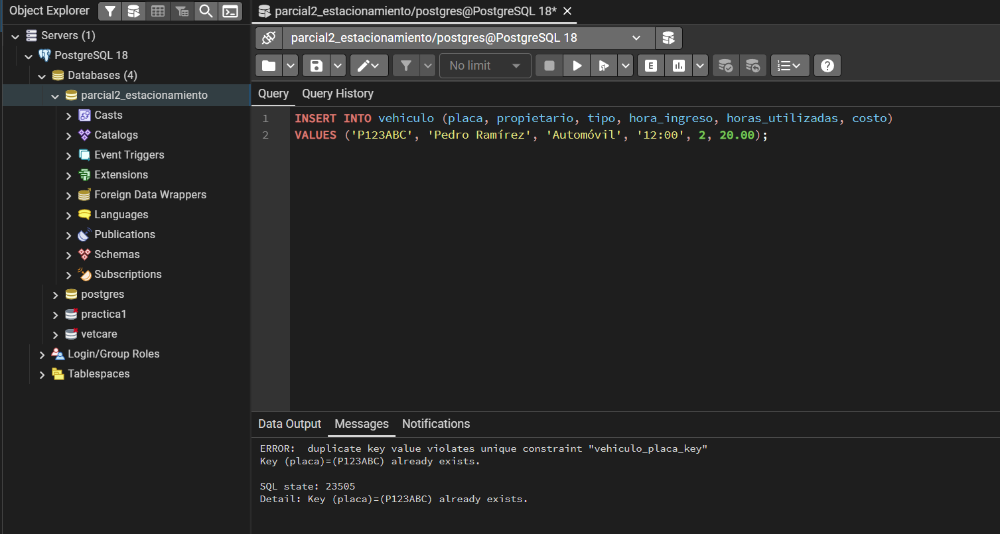 Object Explorer
Servers (1)
PostgreSQL 18
Databases (4)
parcial2_estacionamiento
Casts
Catalogs
Event Triggers
Extensions
Foreign Data Wrappers
Languages
Publications
Schemas
Subscriptions
postgres
practica1
vetcare
Login/Group Roles
Tablespaces
parcial2_estacionamiento/postgres@PostgreSQL 18*
parcial2_estacionamiento/postgres@PostgreSQL 18
No limit
E
Query Query History
1 INSERT INTO vehiculo (placa, propietario, tipo, hora_ingreso, horas_utilizadas, costo)
2 VALUES ('P123ABC', 'Pedro Ramírez', 'Automóvil', '12:00', 2, 20.00);
Data Output Messages Notifications
ERROR:  duplicate key value violates unique constraint "vehiculo_placa_key"
Key (placa)=(P123ABC) already exists.
SQL state: 23505
Detail: Key (placa)=(P123ABC) already exists.